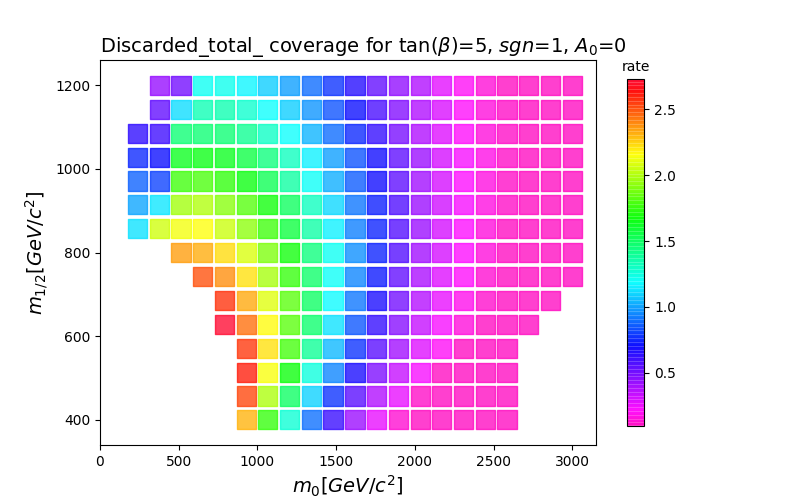 Discarded_total_ coverage for tan(β)=5, sgn=1, A₀=0
rate
1200
1000
800
600
400
m₁/₂[GeV/c²]
0 500 1000 1500 2000 2500 3000
m₀[GeV/c²]
2.5
2.0
1.5
1.0
0.5